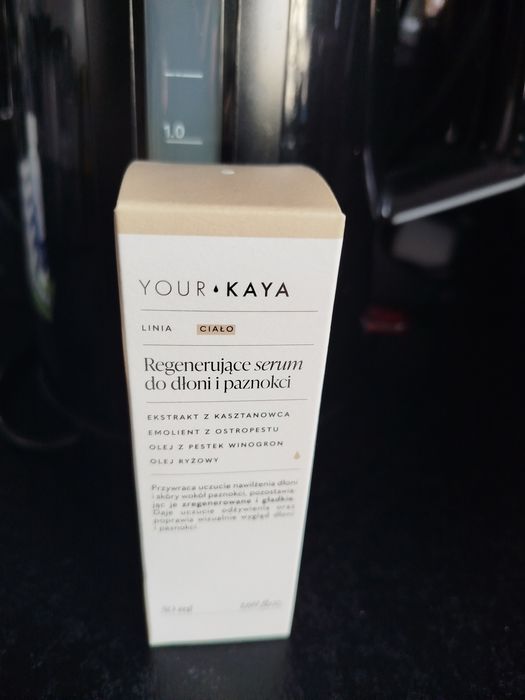 1.0
YOUR KAYA
LINIA CIAŁO
Regenerujące serum
do dłoni i paznokci
EKSTRAKT Z KASZTANOWCA
EMOLIENT Z OSTROPESTU
OLEJ Z PESTEK WINOGRON
OLEJ RYŻOWY
Przywraca uczucie nawilżenia dłoni
i skóry wokół paznokci, pozostawia-
jąc je zregenerowane i gładkie.
Daje uczucie odżywienia oraz
poprawia wizualnie wygląd dłoni
i paznokci.
50 ml